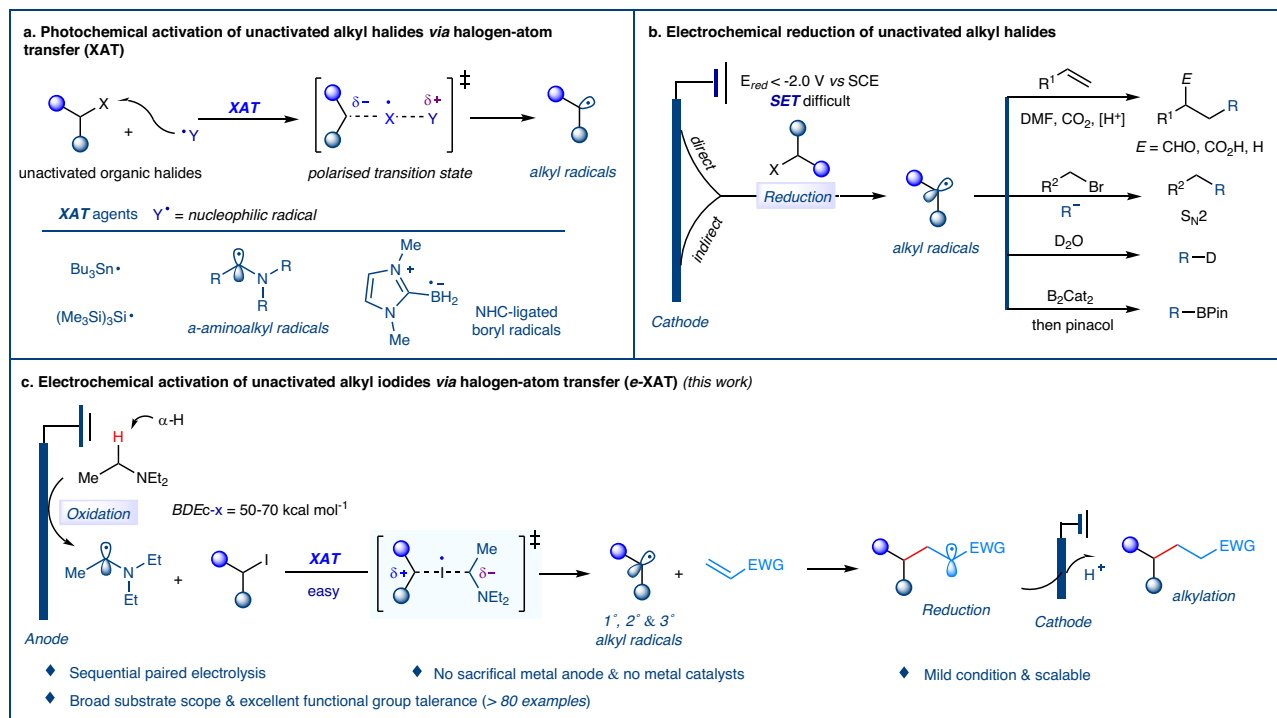 a. Photochemical activation of unactivated alkyl halides via halogen-atom
transfer (XAT)
X
+
•Y
unactivated organic halides
XAT
δ-
•
δ+
X
Y
‡
polarised transition state
alkyl radicals
XAT agents Y• = nucleophilic radical
Bu3Sn•
(Me3Si)3Si•
R
N
R
R
a-aminoalkyl radicals
Me
N
+
•-
BH2
N
Me
NHC-ligated
boryl radicals
b. Electrochemical reduction of unactivated alkyl halides
Ered < -2.0 V vs SCE
SET difficult
direct
indirect
X
Reduction
Cathode
alkyl radicals
R1
DMF, CO2, [H+]
E
R1
R
E = CHO, CO2H, H
R2
Br
R–
R2
R
SN2
D2O
R–D
B2Cat2
then pinacol
R–BPin
c. Electrochemical activation of unactivated alkyl iodides via halogen-atom transfer (e-XAT) (this work)
H
α-H
Me
NEt2
Oxidation
BDEc-x = 50-70 kcal mol-1
Me
N
Et
Et
+
I
XAT
easy
δ+
•
I
Me
δ-
NEt2
‡
1°, 2° & 3°
alkyl radicals
+
EWG
EWG
Reduction
H+
Cathode
EWG
alkylation
Anode
♦ Sequential paired electrolysis
♦ No sacrifical metal anode & no metal catalysts
♦ Mild condition & scalable
♦ Broad substrate scope & excellent functional group talerance (> 80 examples)